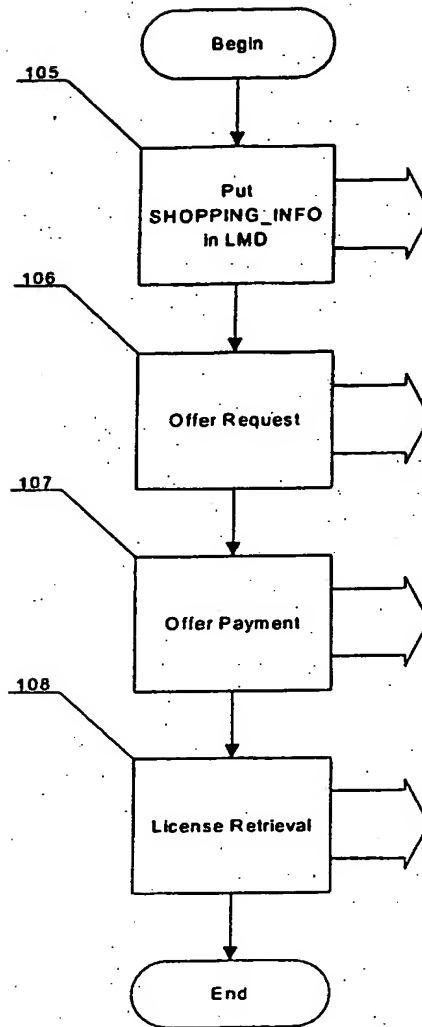 Begin
105
Put
SHOPPING_INFO
in LMD
106
Offer Request
107
Offer Payment
108
License Retrieval
End